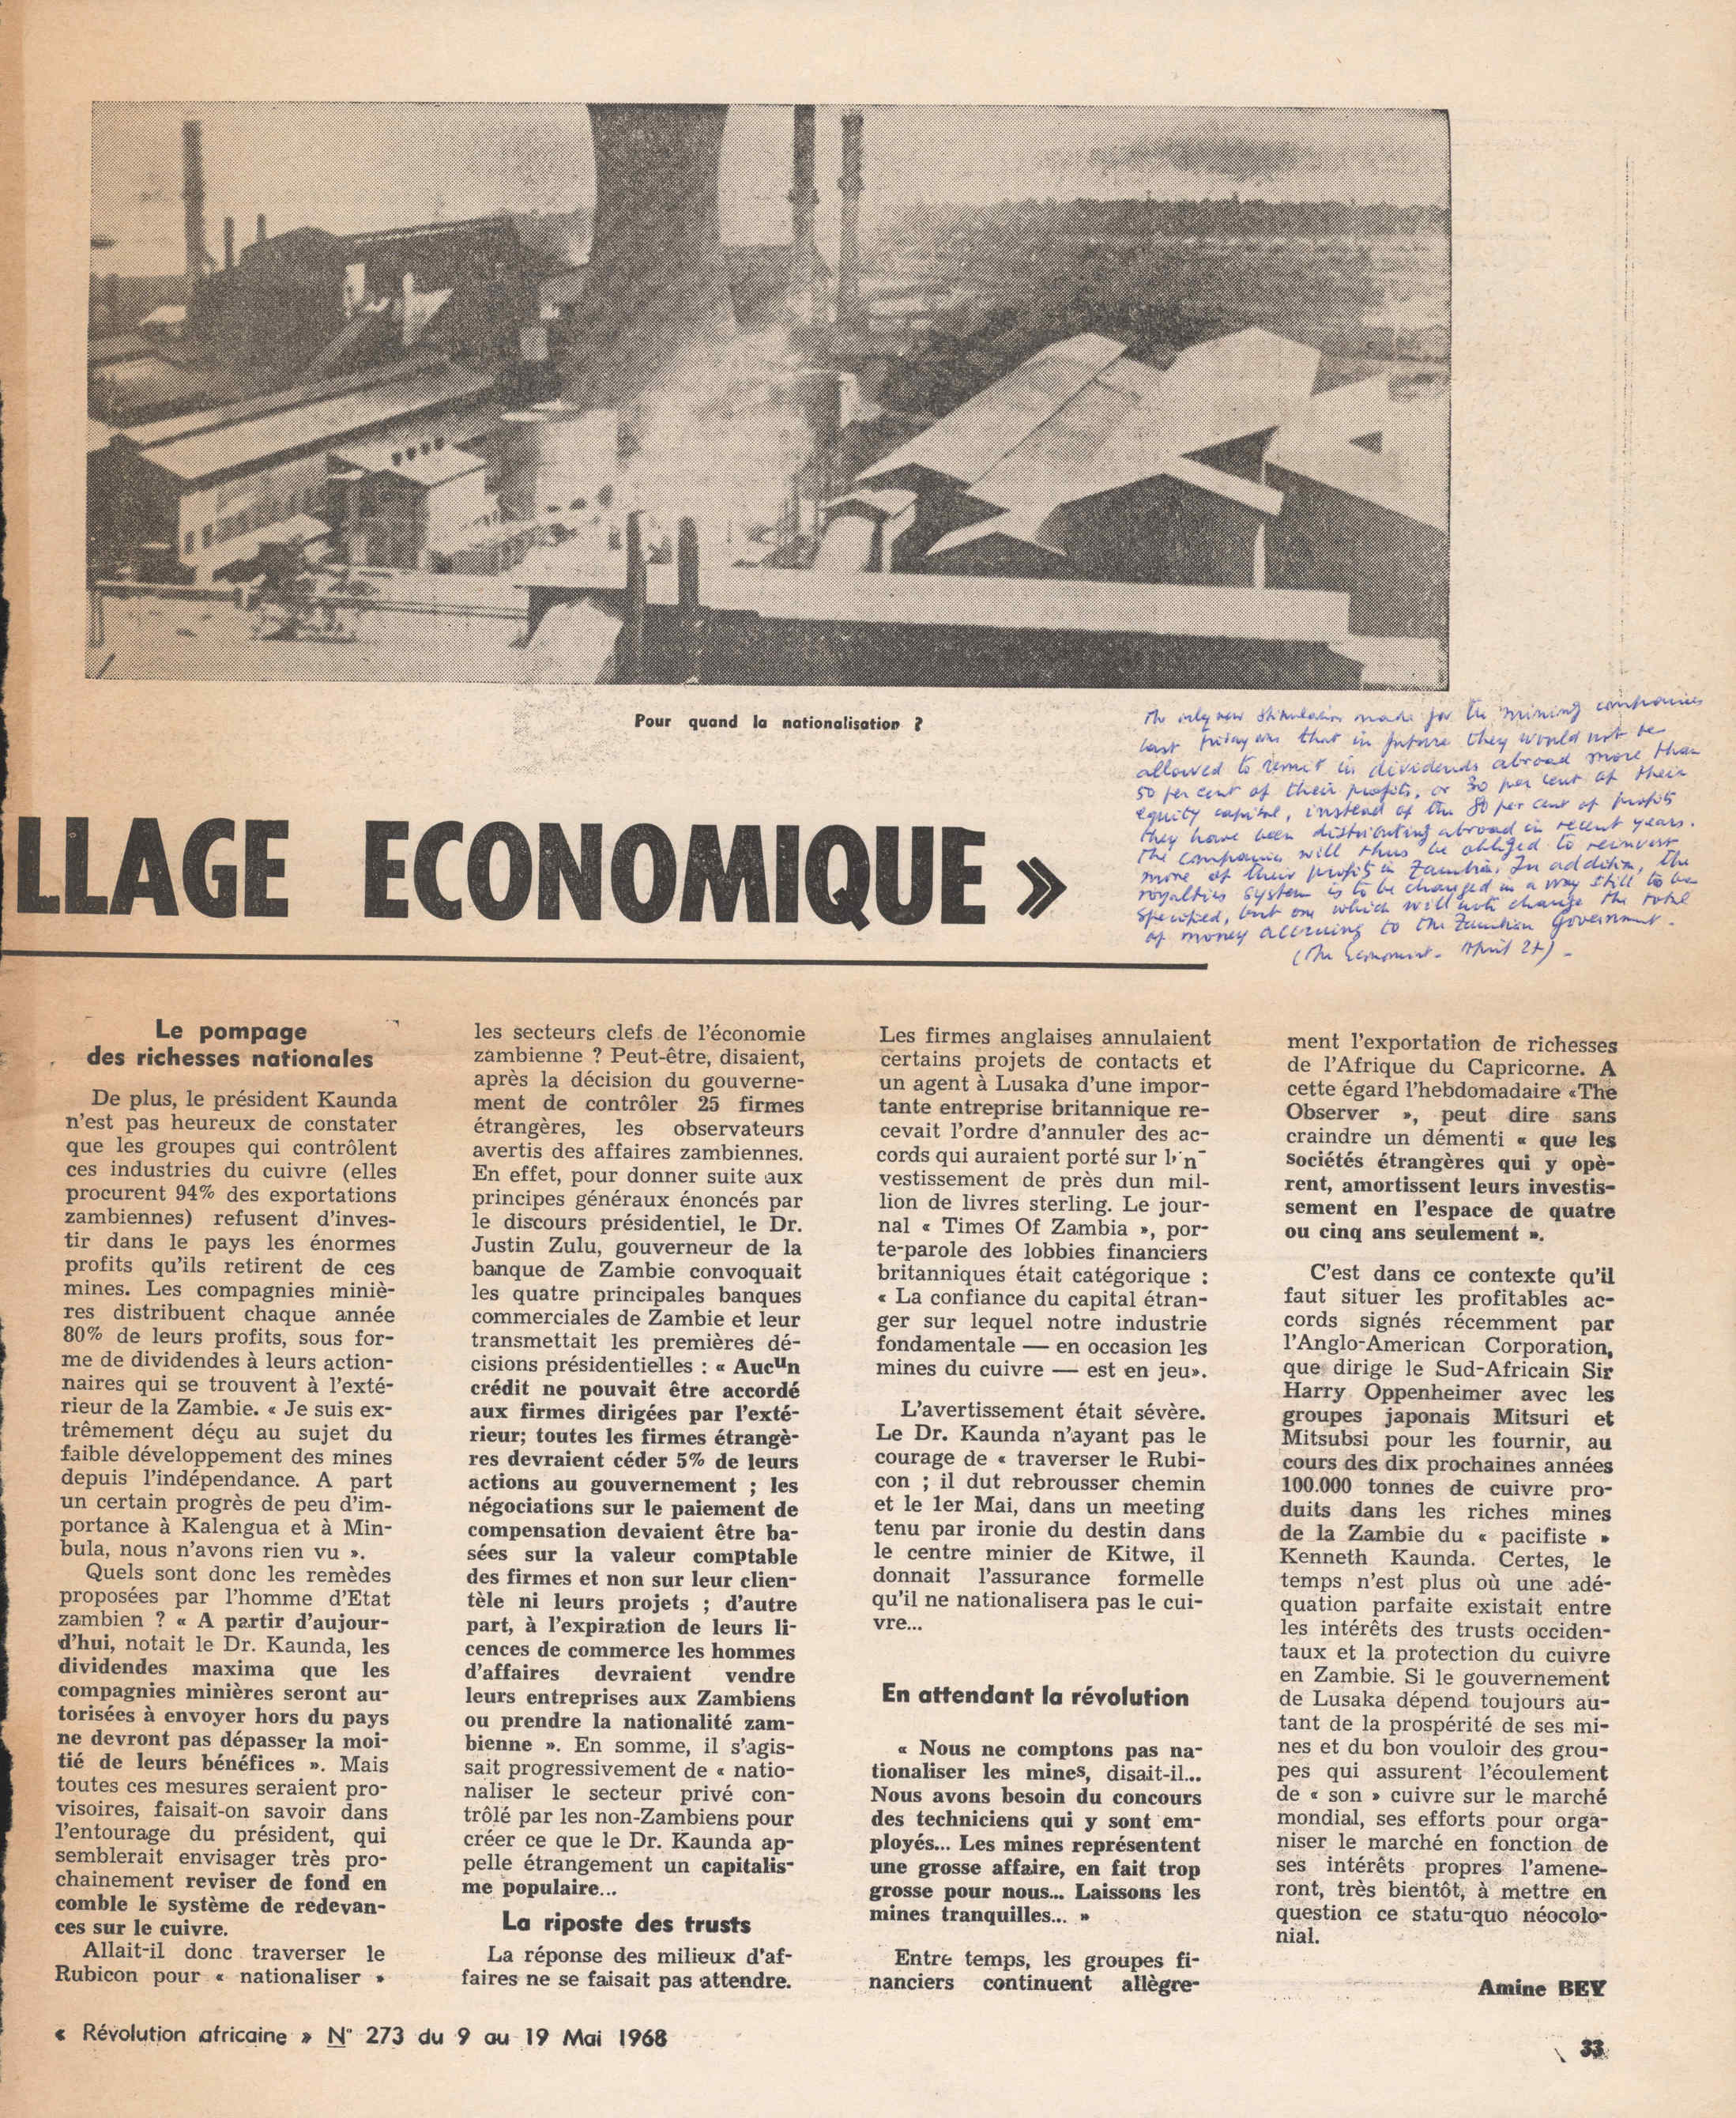 Pour quand la nationalisation ?
The only new stimulation made for the mining companies
last friday was that in future they would not be
allowed to remit in dividends abroad more than
50 per cent of their profits, or 30 per cent of their
equity capital, instead of the 80 per cent of profits
they have been distributing abroad in recent years.
The companies will thus be obliged to reinvest
more of their profits in Zambia. In addition, the
royalties system is to be changed in a way still to be
specified, but one which will not change the total
of money accruing to the Zambian Government.
(The Economist - April 27) -
LLAGE ECONOMIQUE »
Le pompage
des richesses nationales
De plus, le président Kaunda
n'est pas heureux de constater
que les groupes qui contrôlent
ces industries du cuivre (elles
procurent 94% des exportations
zambiennes) refusent d'inves-
tir dans le pays les énormes
profits qu'ils retirent de ces
mines. Les compagnies miniè-
res distribuent chaque année
80% de leurs profits, sous for-
me de dividendes à leurs action-
naires qui se trouvent à l'exté-
rieur de la Zambie. « Je suis ex-
trêmement déçu au sujet du
faible développement des mines
depuis l'indépendance. A part
un certain progrès de peu d'im-
portance à Kalengua et à Min-
bula, nous n'avons rien vu ».
Quels sont donc les remèdes
proposées par l'homme d'Etat
zambien ? « A partir d'aujour-
d'hui, notait le Dr. Kaunda, les
dividendes maxima que les
compagnies minières seront au-
torisées à envoyer hors du pays
ne devront pas dépasser la moi-
tié de leurs bénéfices ». Mais
toutes ces mesures seraient pro-
visoires, faisait-on savoir dans
l'entourage du président, qui
semblerait envisager très pro-
chainement reviser de fond en
comble le système de redevan-
ces sur le cuivre.
Allait-il donc traverser le
Rubicon pour « nationaliser »
les secteurs clefs de l'économie
zambienne ? Peut-être, disaient,
après la décision du gouverne-
ment de contrôler 25 firmes
étrangères, les observateurs
avertis des affaires zambiennes.
En effet, pour donner suite aux
principes généraux énoncés par
le discours présidentiel, le Dr.
Justin Zulu, gouverneur de la
banque de Zambie convoquait
les quatre principales banques
commerciales de Zambie et leur
transmettait les premières dé-
cisions présidentielles : « Aucun
crédit ne pouvait être accordé
aux firmes dirigées par l'exté-
rieur; toutes les firmes étrangè-
res devraient céder 5% de leurs
actions au gouvernement ; les
négociations sur le paiement de
compensation devaient être ba-
sées sur la valeur comptable
des firmes et non sur leur clien-
tèle ni leurs projets ; d'autre
part, à l'expiration de leurs li-
cences de commerce les hommes
d'affaires devraient vendre
leurs entreprises aux Zambiens
ou prendre la nationalité zam-
bienne ». En somme, il s'agis-
sait progressivement de « natio-
naliser le secteur privé con-
trôlé par les non-Zambiens pour
créer ce que le Dr. Kaunda ap-
pelle étrangement un capitalis-
me populaire...
La riposte des trusts
La réponse des milieux d'af-
faires ne se faisait pas attendre.
Les firmes anglaises annulaient
certains projets de contacts et
un agent à Lusaka d'une impor-
tante entreprise britannique re-
cevait l'ordre d'annuler des ac-
cords qui auraient porté sur l'in-
vestissement de près dun mil-
lion de livres sterling. Le jour-
nal « Times Of Zambia », por-
te-parole des lobbies financiers
britanniques était catégorique :
« La confiance du capital étran-
ger sur lequel notre industrie
fondamentale — en occasion les
mines du cuivre — est en jeu».
L'avertissement était sévère.
Le Dr. Kaunda n'ayant pas le
courage de « traverser le Rubi-
con ; il dut rebrousser chemin
et le 1er Mai, dans un meeting
tenu par ironie du destin dans
le centre minier de Kitwe, il
donnait l'assurance formelle
qu'il ne nationalisera pas le cui-
vre...
En attendant la révolution
« Nous ne comptons pas na-
tionaliser les mines, disait-il...
Nous avons besoin du concours
des techniciens qui y sont em-
ployés... Les mines représentent
une grosse affaire, en fait trop
grosse pour nous... Laissons les
mines tranquilles... »
Entre temps, les groupes fi-
nanciers continuent allègre-
ment l'exportation de richesses
de l'Afrique du Capricorne. A
cette égard l'hebdomadaire «The
Observer », peut dire sans
craindre un démenti « que les
sociétés étrangères qui y opè-
rent, amortissent leurs investis-
sement en l'espace de quatre
ou cinq ans seulement ».
C'est dans ce contexte qu'il
faut situer les profitables ac-
cords signés récemment par
l'Anglo-American Corporation,
que dirige le Sud-Africain Sir
Harry Oppenheimer avec les
groupes japonais Mitsuri et
Mitsubsi pour les fournir, au
cours des dix prochaines années
100.000 tonnes de cuivre pro-
duits dans les riches mines
de la Zambie du « pacifiste »
Kenneth Kaunda. Certes, le
temps n'est plus où une adé-
quation parfaite existait entre
les intérêts des trusts occiden-
taux et la protection du cuivre
en Zambie. Si le gouvernement
de Lusaka dépend toujours au-
tant de la prospérité de ses mi-
nes et du bon vouloir des grou-
pes qui assurent l'écoulement
de « son » cuivre sur le marché
mondial, ses efforts pour orga-
niser le marché en fonction de
ses intérêts propres l'amene-
ront, très bientôt, à mettre en
question ce statu-quo néocolo-
nial.
Amine BEY
« Révolution africaine » N° 273 du 9 au 19 Mai 1968
33